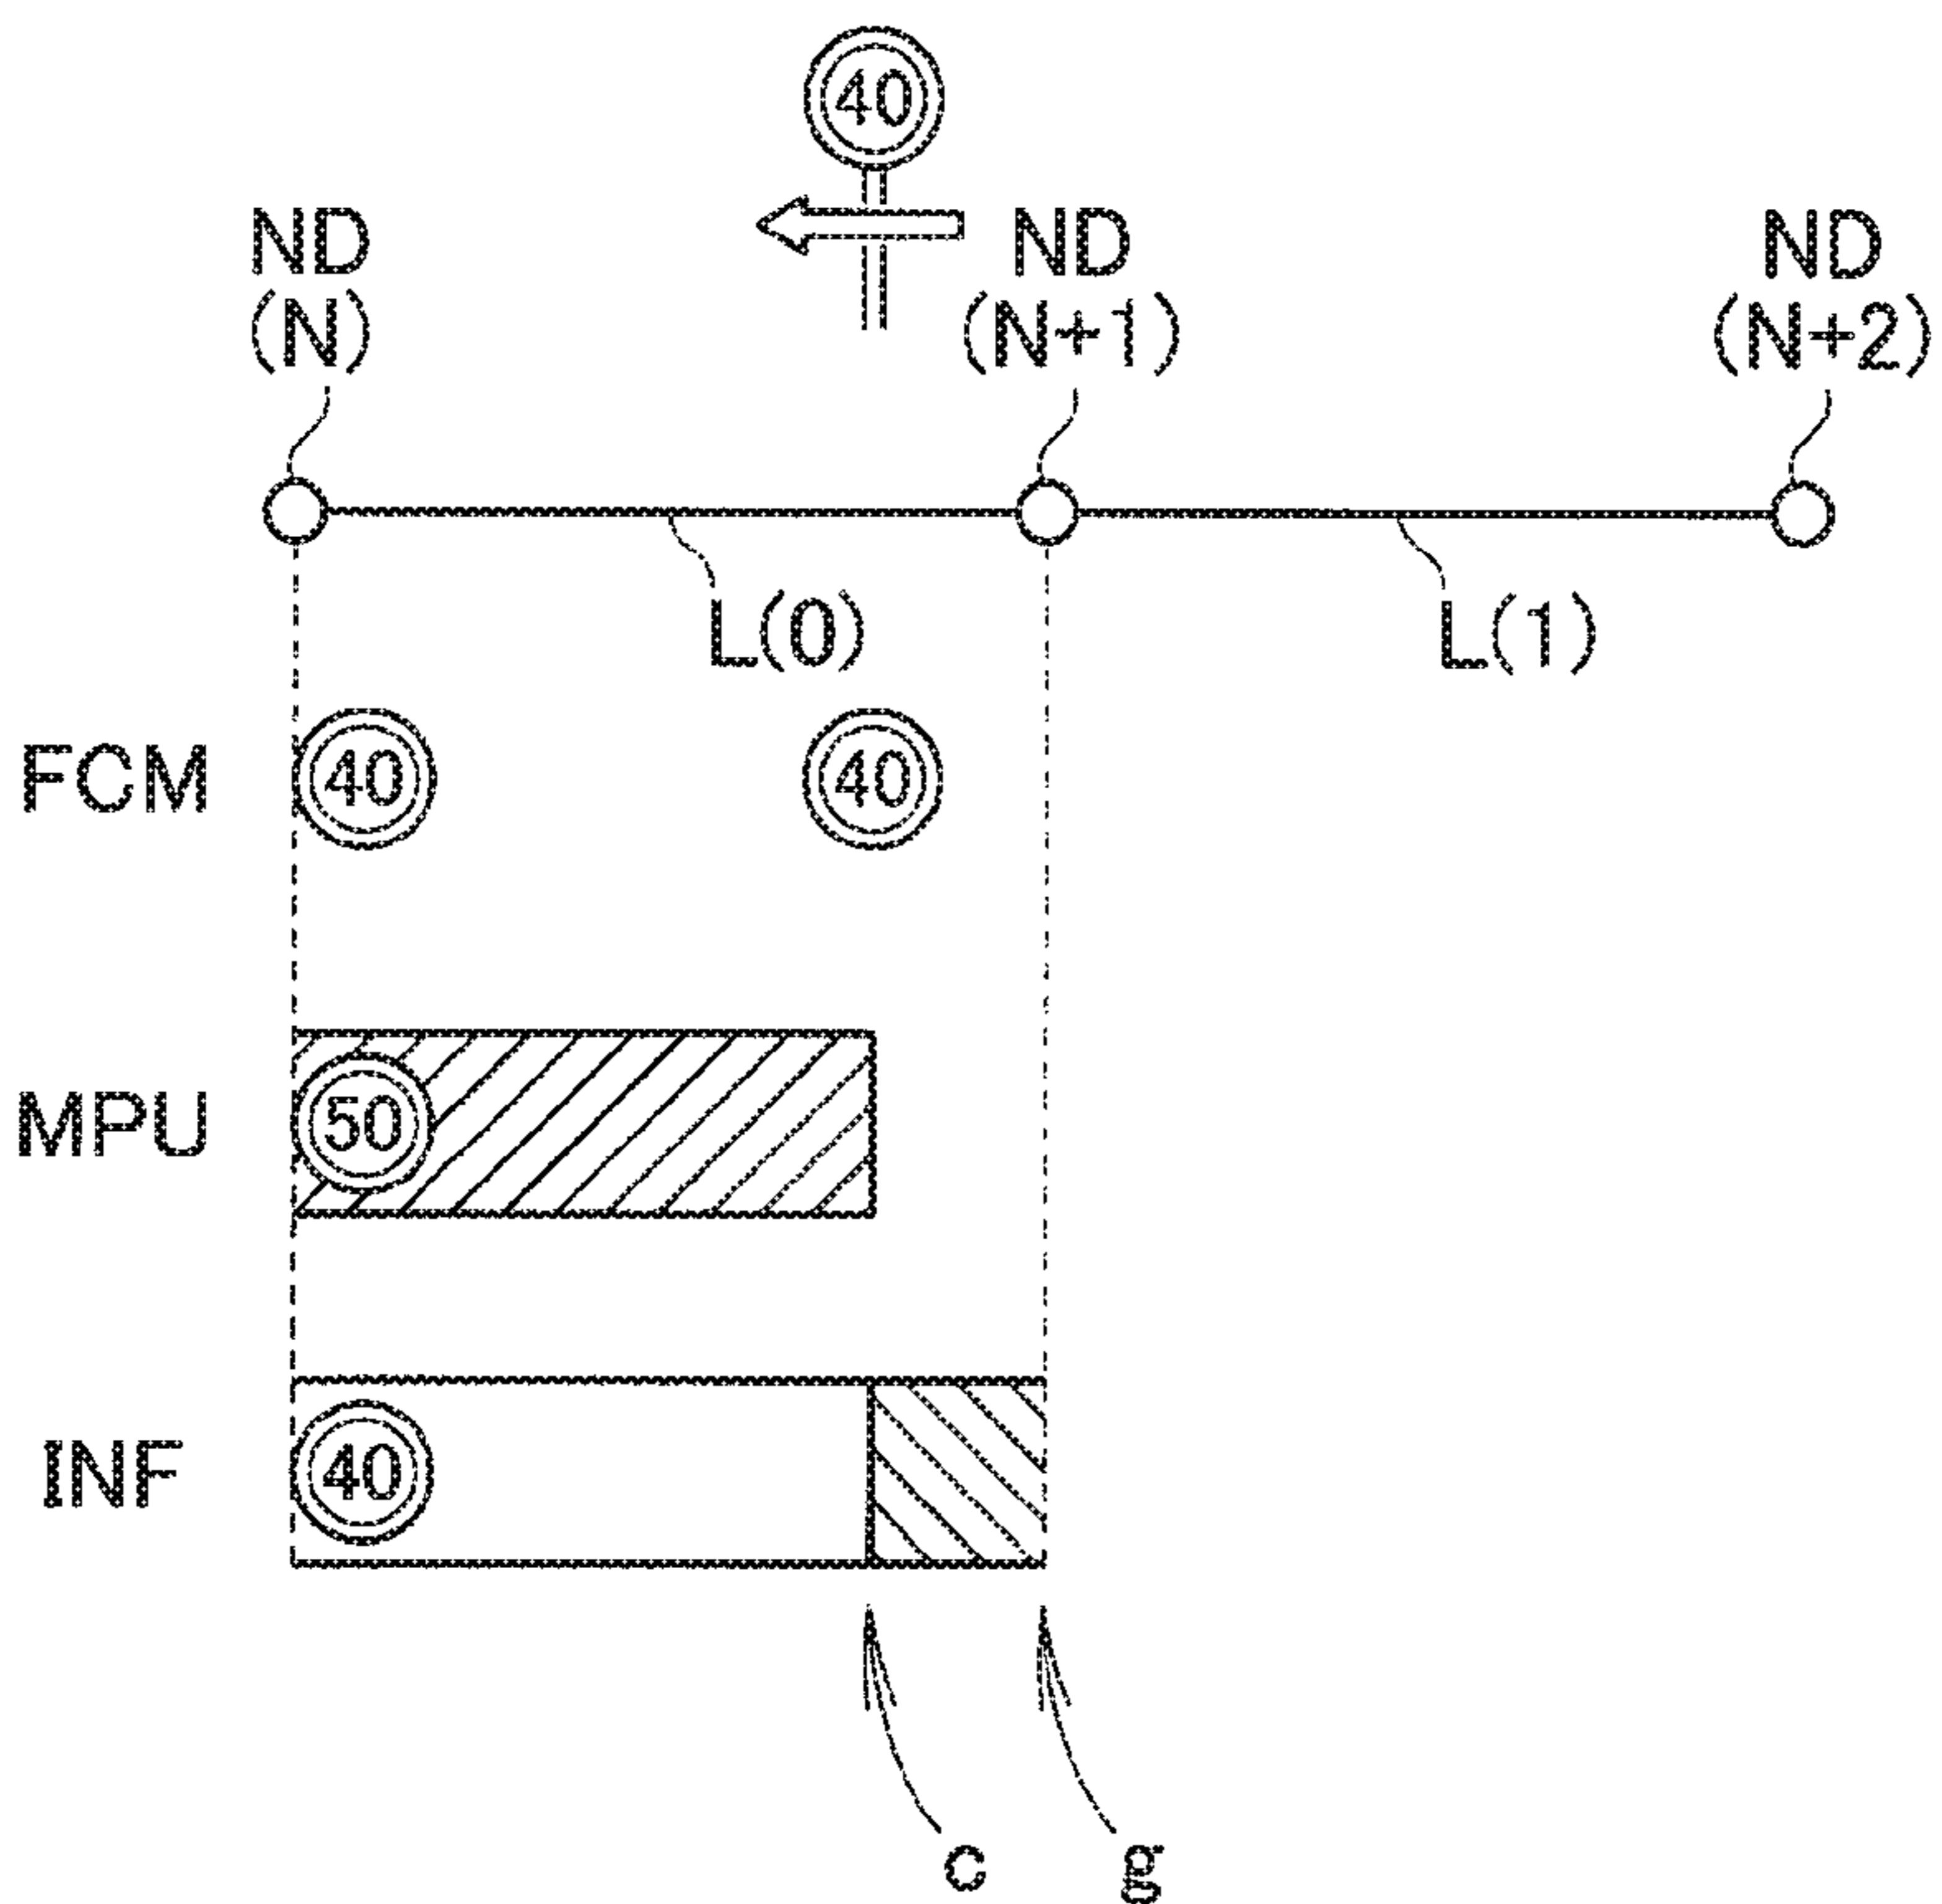 40
ND
(N)
ND
(N+1)
ND
(N+2)
L(0)
L(1)
FCM
40
40
MPU
50
INF
40
c
g